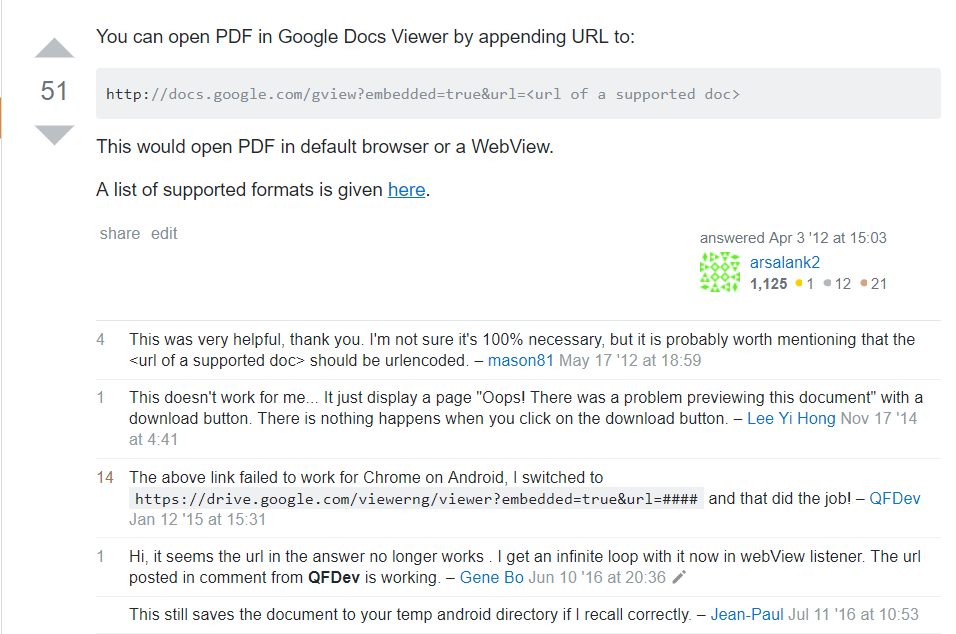 You can open PDF in Google Docs Viewer by appending URL to:
51
http://docs.google.com/gview?embedded=true&url=<url of a supported doc>
This would open PDF in default browser or a WebView.
A list of supported formats is given here.
share edit
answered Apr 3 '12 at 15:03
arsalank2
1,125 1 12 21
4 This was very helpful, thank you. I'm not sure it's 100% necessary, but it is probably worth mentioning that the
<url of a supported doc> should be urlencoded. – mason81 May 17 '12 at 18:59
1 This doesn't work for me... It just display a page "Oops! There was a problem previewing this document" with a
download button. There is nothing happens when you click on the download button. – Lee Yi Hong Nov 17 '14
at 4:41
14 The above link failed to work for Chrome on Android, I switched to
https://drive.google.com/viewerng/viewer?embedded=true&url=#### and that did the job! – QFDev
Jan 12 '15 at 15:31
1 Hi, it seems the url in the answer no longer works . I get an infinite loop with it now in webView listener. The url
posted in comment from QFDev is working. – Gene Bo Jun 10 '16 at 20:36
This still saves the document to your temp android directory if I recall correctly. – Jean-Paul Jul 11 '16 at 10:53